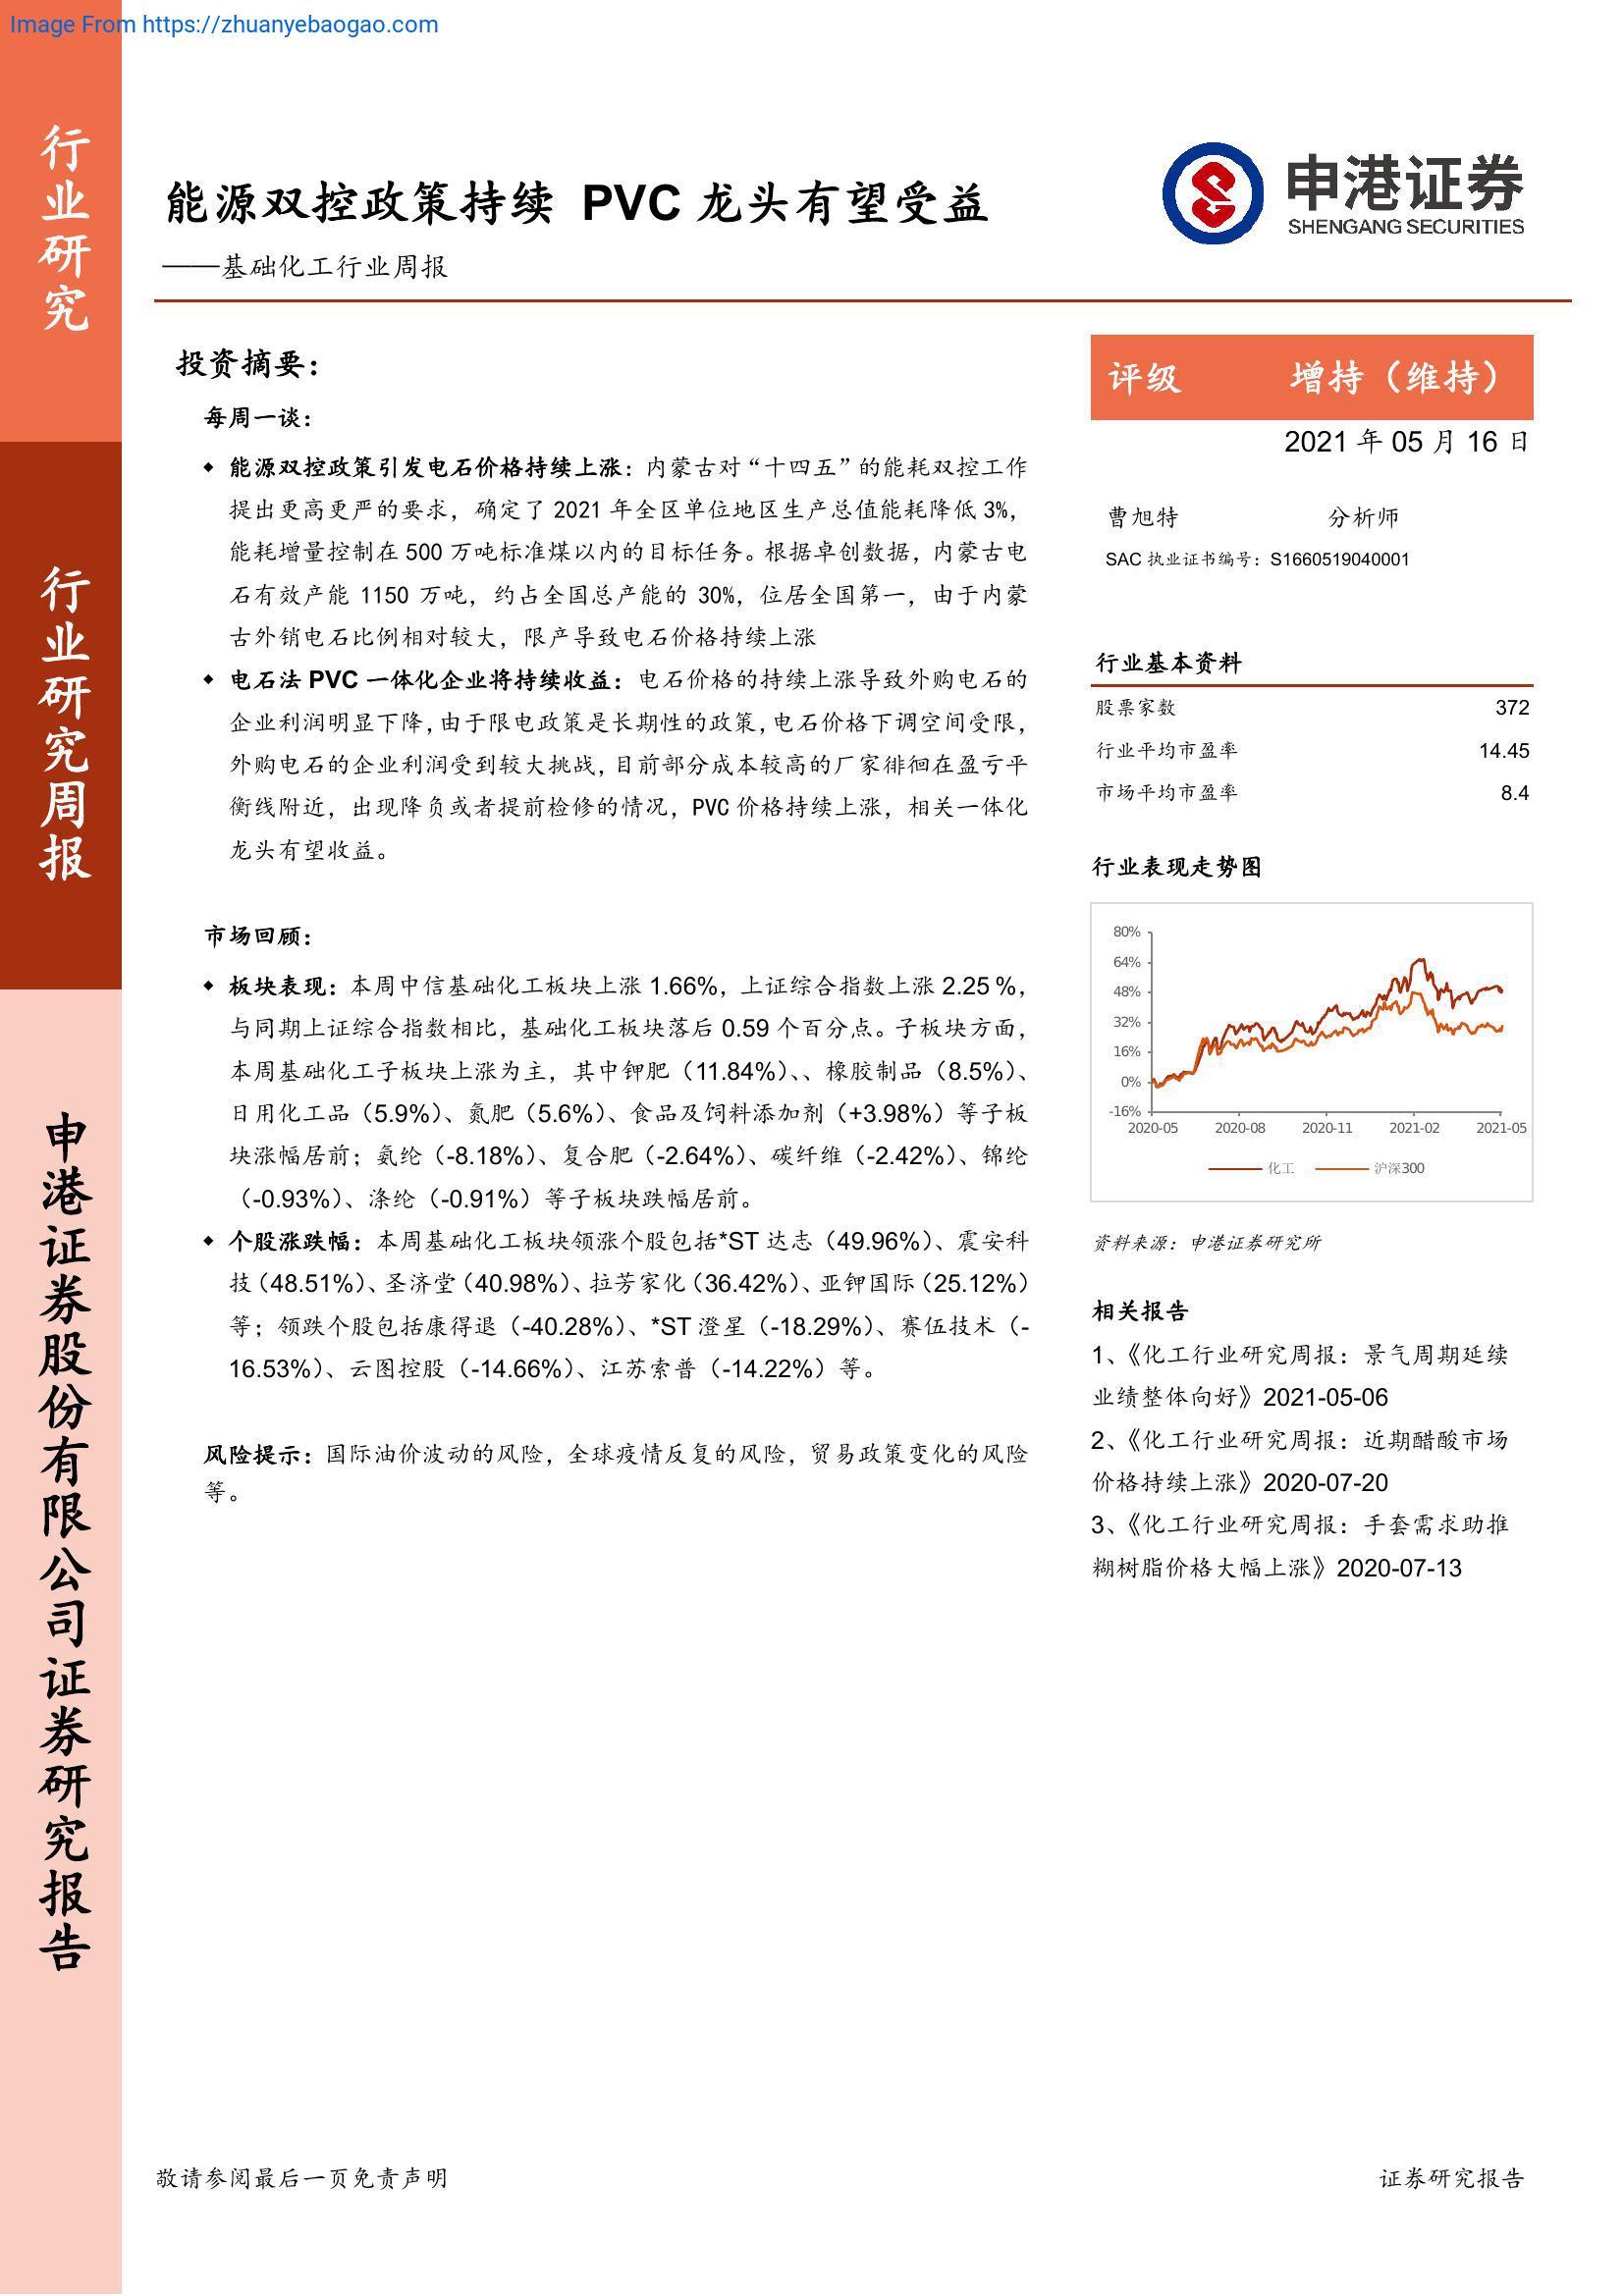 Image From https://zhuanyebaogao.com
行业研究
行业研究周报
申港证券股份有限公司证券研究报告
能源双控政策持续 PVC 龙头有望受益
——基础化工行业周报
申港证券
SHENGANG SECURITIES
投资摘要：
每周一谈：
◆ 能源双控政策引发电石价格持续上涨：内蒙古对“十四五”的能耗双控工作
提出更高更严的要求，确定了 2021 年全区单位地区生产总值能耗降低 3%，
能耗增量控制在 500 万吨标准煤以内的目标任务。根据卓创数据，内蒙古电
石有效产能 1150 万吨，约占全国总产能的 30%，位居全国第一，由于内蒙
古外销电石比例相对较大，限产导致电石价格持续上涨
◆ 电石法 PVC 一体化企业将持续收益：电石价格的持续上涨导致外购电石的
企业利润明显下降，由于限电政策是长期性的政策，电石价格下调空间受限，
外购电石的企业利润受到较大挑战，目前部分成本较高的厂家徘徊在盈亏平
衡线附近，出现降负或者提前检修的情况，PVC 价格持续上涨，相关一体化
龙头有望收益。
市场回顾：
◆ 板块表现：本周中信基础化工板块上涨 1.66%，上证综合指数上涨 2.25 %，
与同期上证综合指数相比，基础化工板块落后 0.59 个百分点。子板块方面，
本周基础化工子板块上涨为主，其中钾肥（11.84%）、、橡胶制品（8.5%）、
日用化工品（5.9%）、氮肥（5.6%）、食品及饲料添加剂（+3.98%）等子板
块涨幅居前；氨纶（-8.18%）、复合肥（-2.64%）、碳纤维（-2.42%）、锦纶
（-0.93%）、涤纶（-0.91%）等子板块跌幅居前。
◆ 个股涨跌幅：本周基础化工板块领涨个股包括*ST 达志（49.96%）、震安科
技（48.51%）、圣济堂（40.98%）、拉芳家化（36.42%）、亚钾国际（25.12%）
等；领跌个股包括康得退（-40.28%）、*ST 澄星（-18.29%）、赛伍技术（-
16.53%）、云图控股（-14.66%）、江苏索普（-14.22%）等。
风险提示：国际油价波动的风险，全球疫情反复的风险，贸易政策变化的风险
等。
评级 增持（维持）
2021 年 05 月 16 日
曹旭特 分析师
SAC 执业证书编号：S1660519040001
行业基本资料
股票家数 372
行业平均市盈率 14.45
市场平均市盈率 8.4
行业表现走势图
80%
64%
48%
32%
16%
0%
-16%
2020-05 2020-08 2020-11 2021-02 2021-05
化工 沪深300
资料来源：申港证券研究所
相关报告
1、《化工行业研究周报：景气周期延续
业绩整体向好》2021-05-06
2、《化工行业研究周报：近期醋酸市场
价格持续上涨》2020-07-20
3、《化工行业研究周报：手套需求助推
糊树脂价格大幅上涨》2020-07-13
敬请参阅最后一页免责声明
证券研究报告